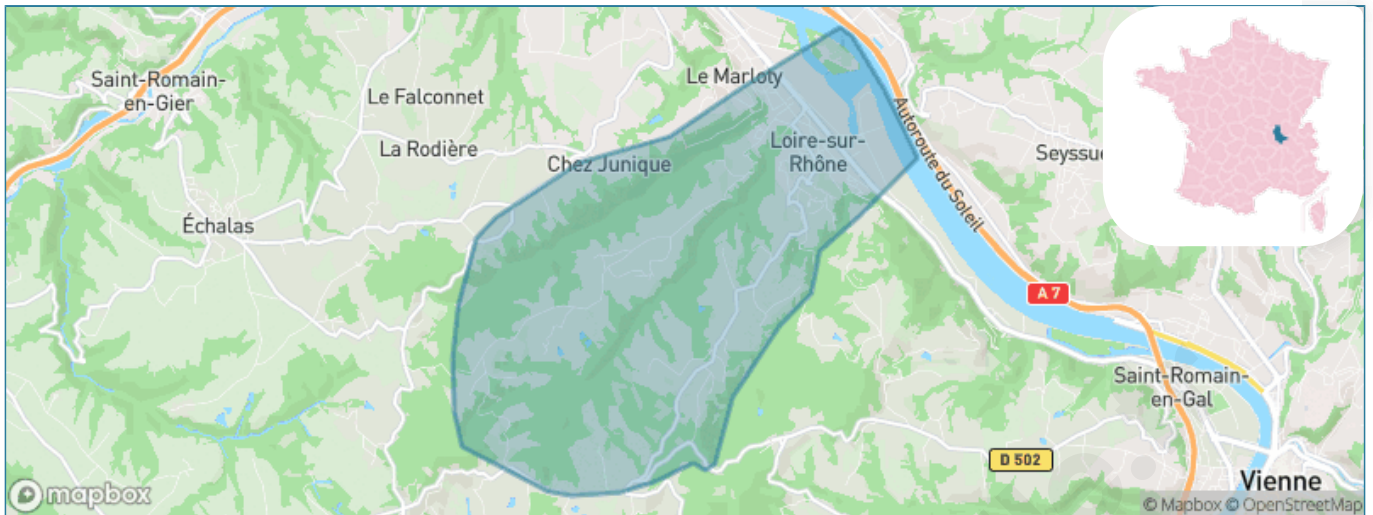 Saint-Romain-
en-Gier
Le Falconnet
La Rodière
Échalas
Chez Junique
Le Marloty
Loire-sur-
Rhône
Autoroute du Soleil
Seyssue
A 7
Saint-Romain-
en-Gal
D 502
Vienne
mapbox
© Mapbox © OpenStreetMap